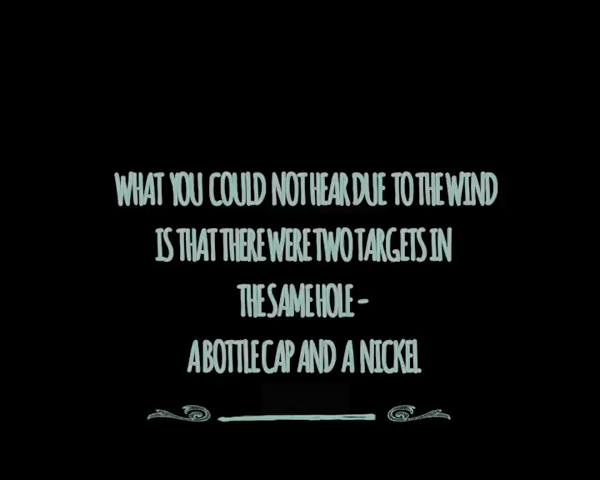 WHAT YOU COULD NOT HEAR DUE TO THE WIND
IS THAT THERE WERE TWO TARGETS IN
THE SAME HOLE -
A BOTTLE CAP AND A NICKEL